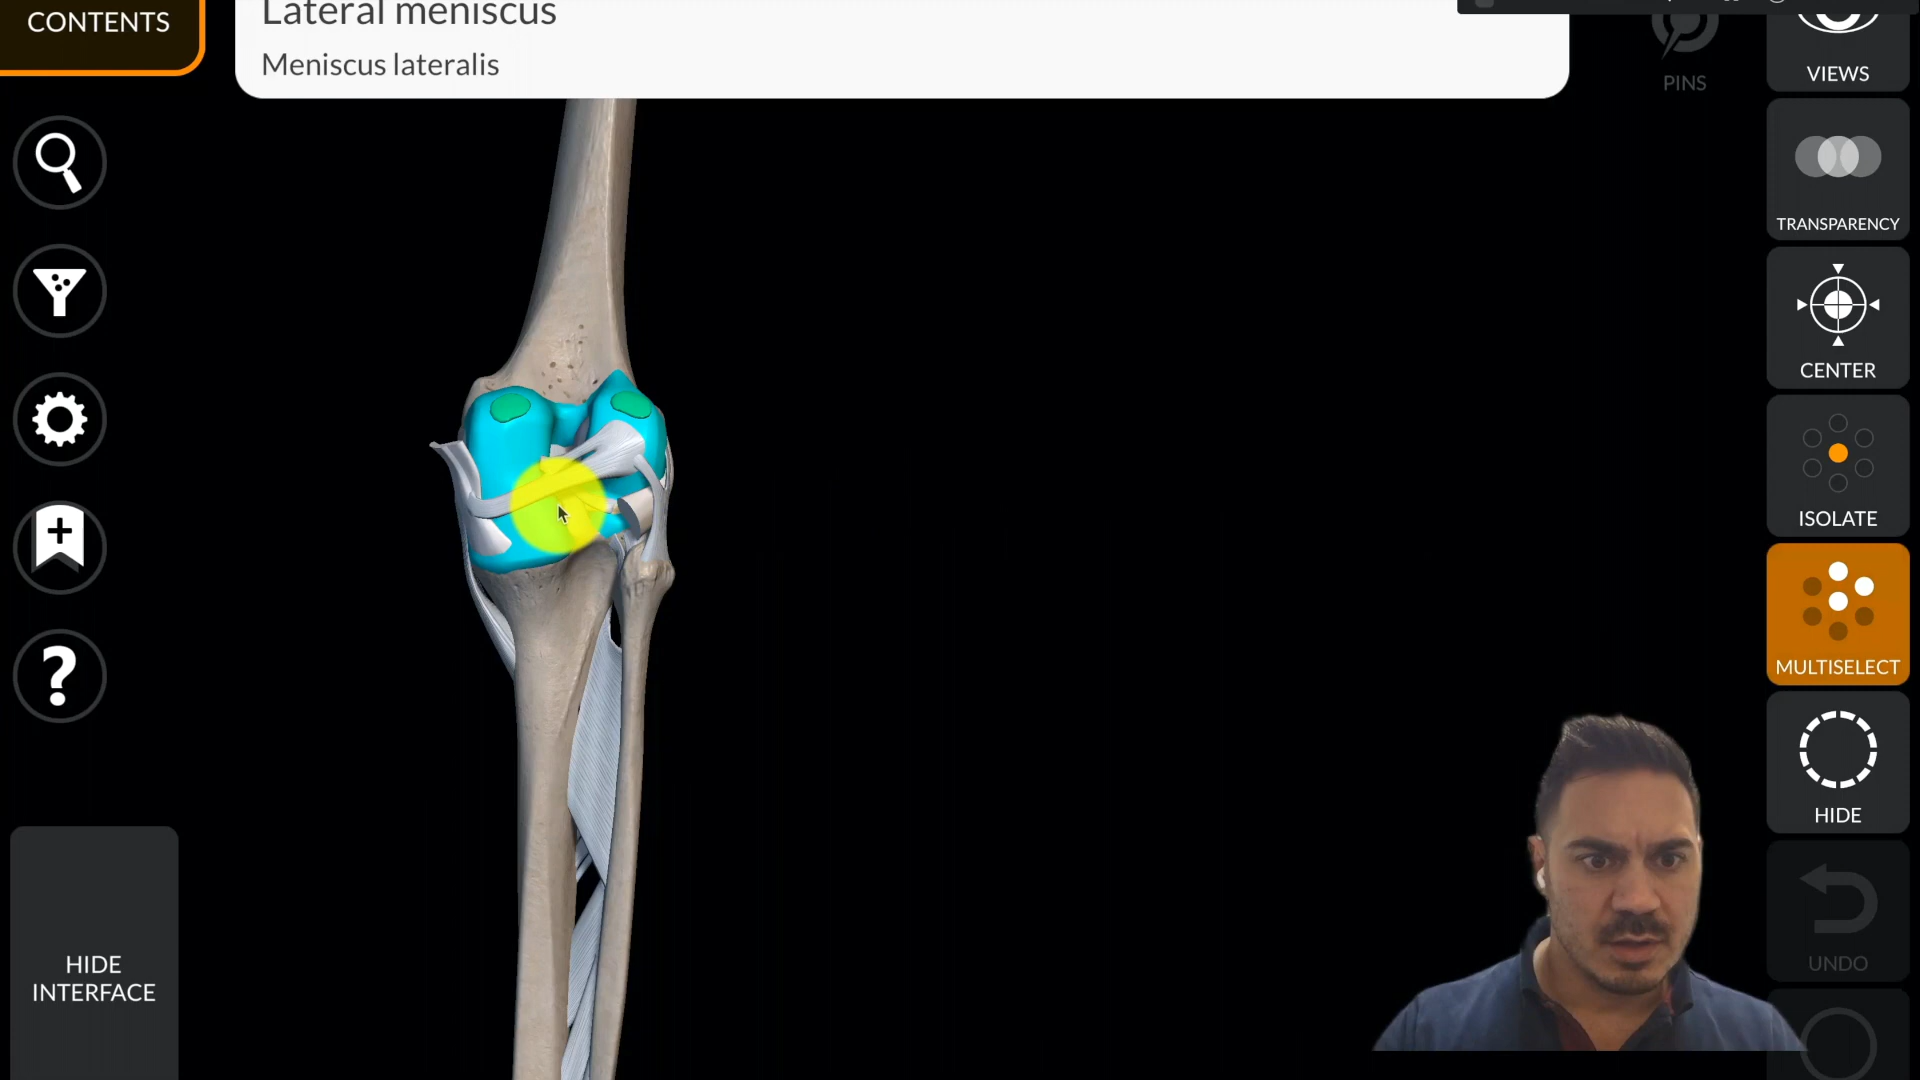 CONTENTS
Lateral meniscus
Meniscus lateralis
PINS
VIEWS
TRANSPARENCY
CENTER
ISOLATE
MULTISELECT
HIDE
UNDO
HIDE
INTERFACE